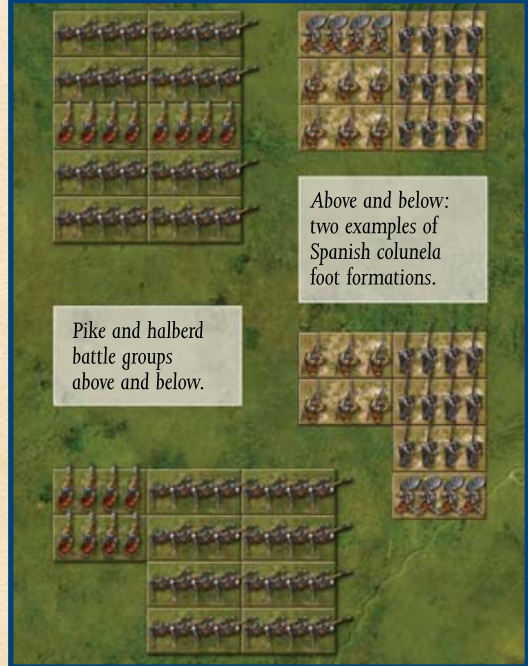 Above and below:
two examples of
Spanish colunela
foot formations.
Pike and halberd
battle groups
above and below.